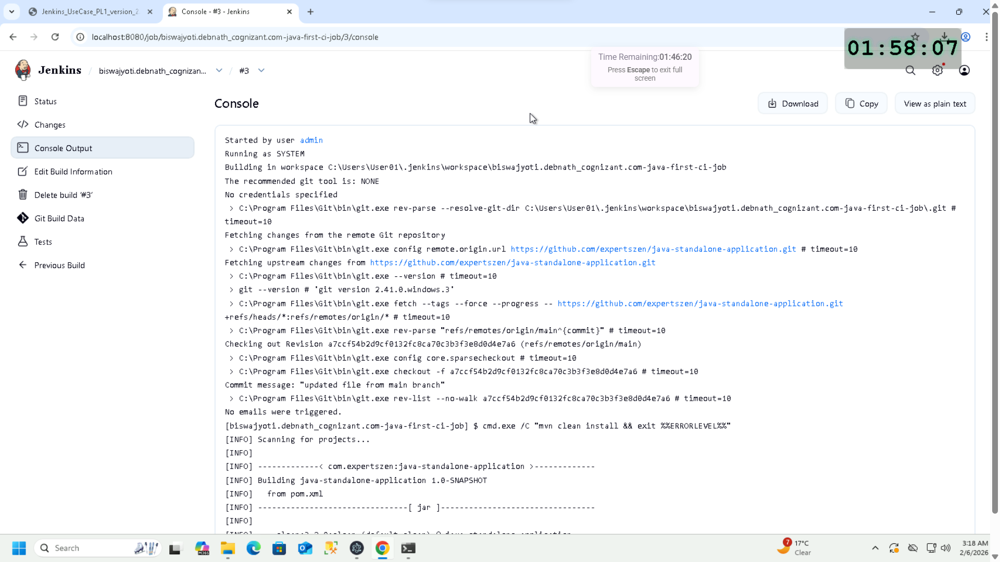 Jenkins_UseCase_PL1_version_2
Console - #3 - Jenkins
localhost:8080/job/biswajyoti.debnath_cognizant.com-java-first-ci-job/3/console
01:58:07
Time Remaining:01:46:20
Press Escape to exit full
screen
Jenkins / biswajyoti.debnath_cognizan... / #3
Status
Changes
Console Output
Edit Build Information
Delete build '#3'
Git Build Data
Tests
Previous Build
Console
Download
Copy
View as plain text
Started by user admin
Running as SYSTEM
Building in workspace C:\Users\User01\.jenkins\workspace\biswajyoti.debnath_cognizant.com-java-first-ci-job
The recommended git tool is: NONE
No credentials specified
> C:\Program Files\Git\bin\git.exe rev-parse --resolve-git-dir C:\Users\User01\.jenkins\workspace\biswajyoti.debnath_cognizant.com-java-first-ci-job\.git #
timeout=10
Fetching changes from the remote Git repository
> C:\Program Files\Git\bin\git.exe config remote.origin.url https://github.com/expertszen/java-standalone-application.git # timeout=10
Fetching upstream changes from https://github.com/expertszen/java-standalone-application.git
> C:\Program Files\Git\bin\git.exe --version # timeout=10
> git --version # 'git version 2.41.0.windows.3'
> C:\Program Files\Git\bin\git.exe fetch --tags --force --progress -- https://github.com/expertszen/java-standalone-application.git
+refs/heads/*:refs/remotes/origin/* # timeout=10
> C:\Program Files\Git\bin\git.exe rev-parse "refs/remotes/origin/main^{commit}" # timeout=10
Checking out Revision a7ccf54b2d9cf0132fc8ca70c3b3f3e8d0d4e7a6 (refs/remotes/origin/main)
> C:\Program Files\Git\bin\git.exe config core.sparsecheckout # timeout=10
> C:\Program Files\Git\bin\git.exe checkout -f a7ccf54b2d9cf0132fc8ca70c3b3f3e8d0d4e7a6 # timeout=10
Commit message: "updated file from main branch"
> C:\Program Files\Git\bin\git.exe rev-list --no-walk a7ccf54b2d9cf0132fc8ca70c3b3f3e8d0d4e7a6 # timeout=10
No emails were triggered.
[biswajyoti.debnath_cognizant.com-java-first-ci-job] $ cmd.exe /C "mvn clean install && exit %%ERRORLEVEL%%"
[INFO] Scanning for projects...
[INFO]
[INFO] -------------< com.expertszen:java-standalone-application >-------------
[INFO] Building java-standalone-application 1.0-SNAPSHOT
[INFO]   from pom.xml
[INFO] --------------------------------[ jar ]---------------------------------
[INFO]
Search
M365
7
17°C
Clear
3:18 AM
2/6/2026